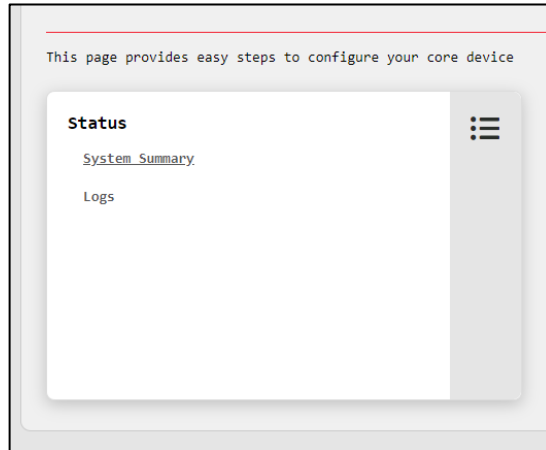 This page provides easy steps to configure your core device
Status
System Summary
Logs